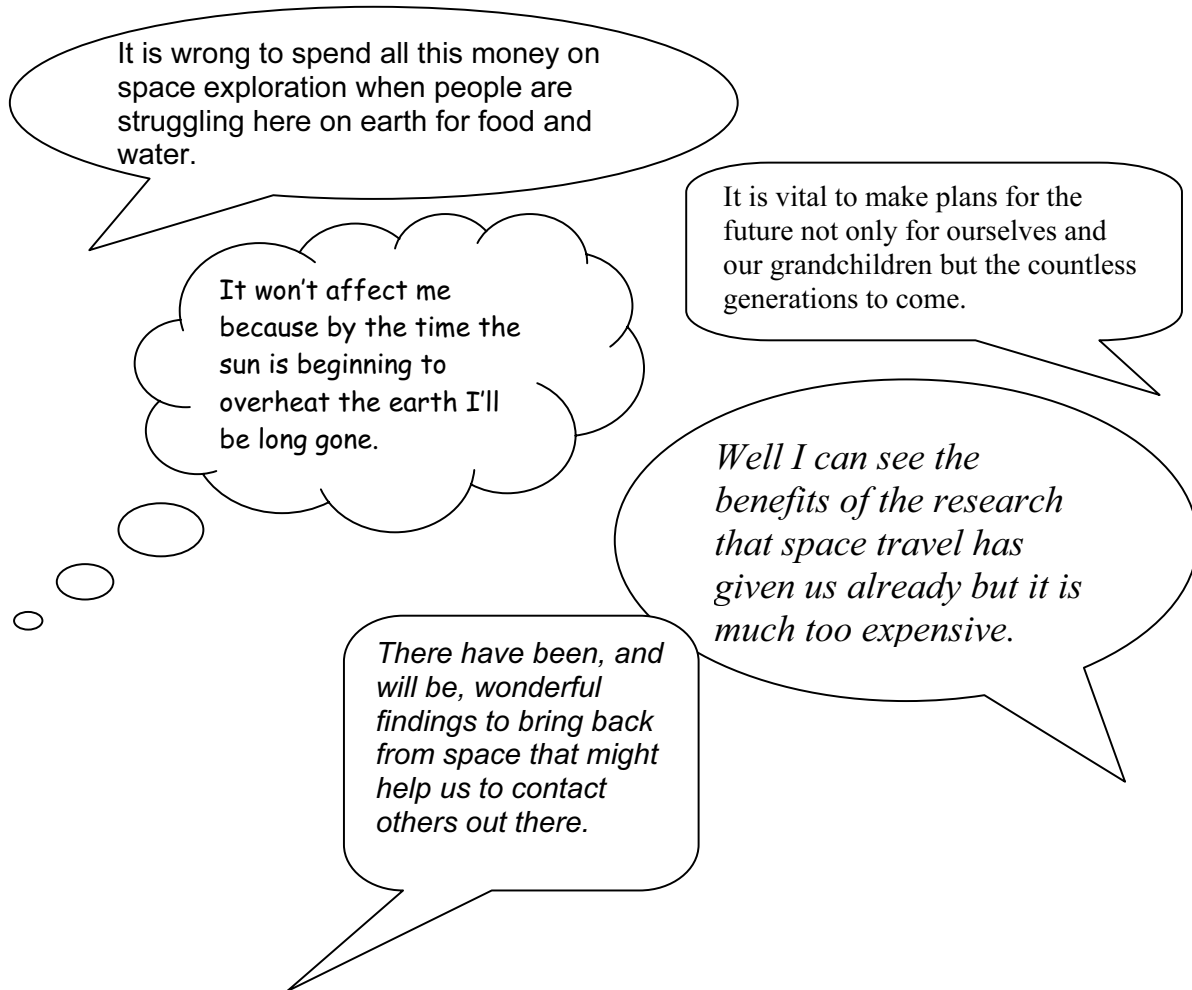 It is wrong to spend all this money on
space exploration when people are
struggling here on earth for food and
water.
It is vital to make plans for the
future not only for ourselves and
our grandchildren but the countless
generations to come.
It won't affect me
because by the time the
sun is beginning to
overheat the earth I'll
be long gone.
Well I can see the
benefits of the research
that space travel has
given us already but it is
much too expensive.
There have been, and
will be, wonderful
findings to bring back
from space that might
help us to contact
others out there.